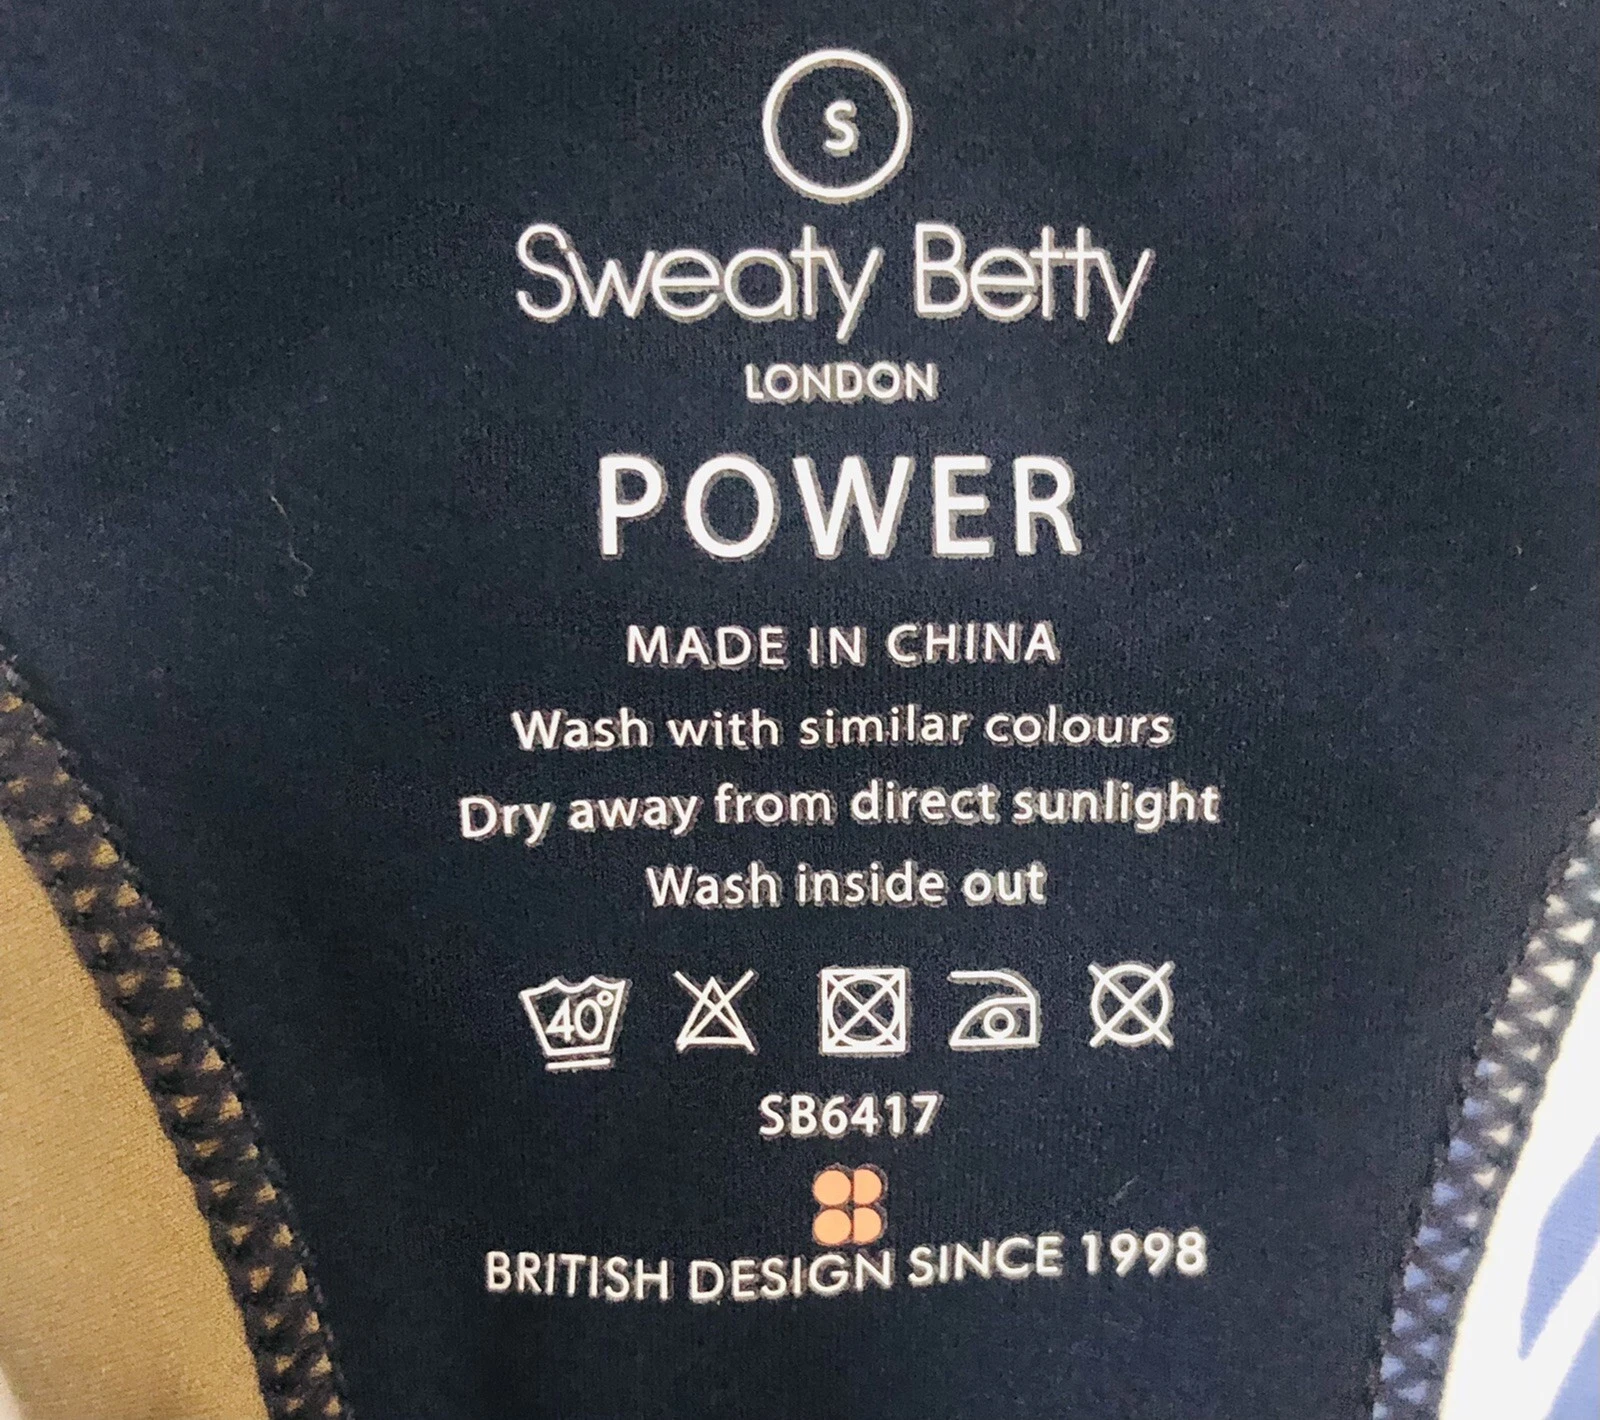 S
Sweaty Betty
LONDON
POWER
MADE IN CHINA
Wash with similar colours
Dry away from direct sunlight
Wash inside out
40°
SB6417
BRITISH DESIGN SINCE 1998